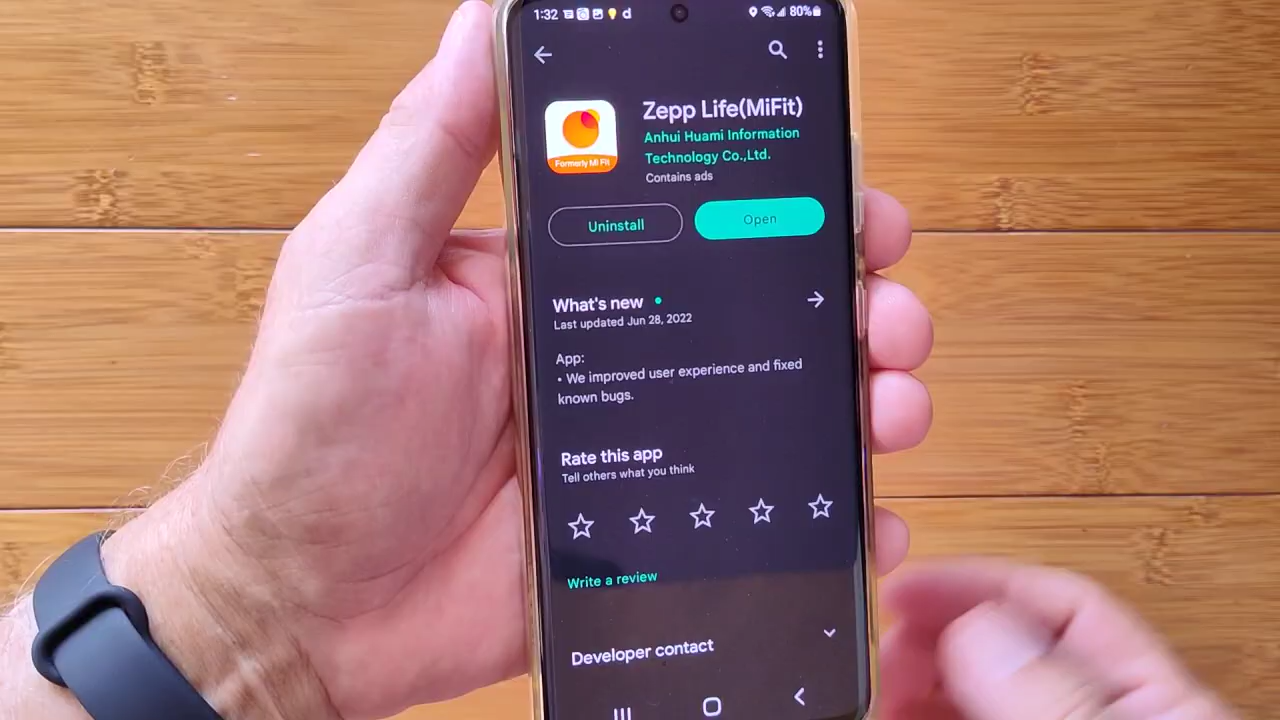 1:32 d 80%
Zepp Life(MiFit)
Anhui Huami Information
Technology Co.,Ltd.
Contains ads
Formerly Mi Fit
Uninstall
Open
What's new
Last updated Jun 28, 2022
App:
• We improved user experience and fixed
known bugs.
Rate this app
Tell others what you think
Write a review
Developer contact